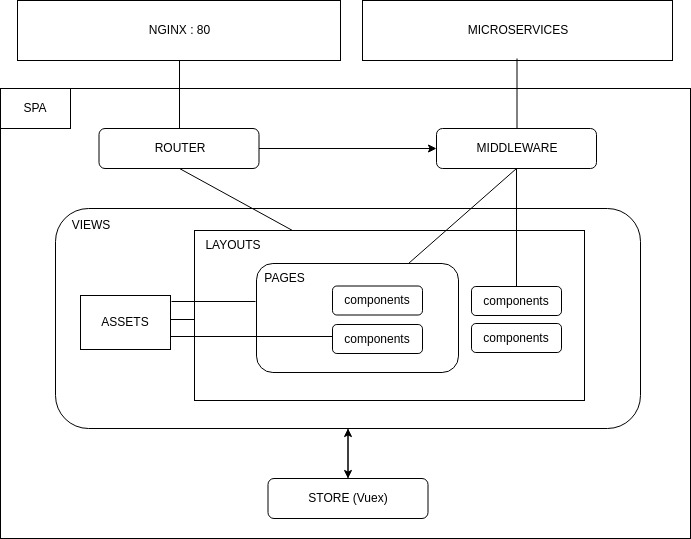 NGINX : 80
MICROSERVICES
SPA
ROUTER
MIDDLEWARE
VIEWS
LAYOUTS
PAGES
components
components
ASSETS
components
components
STORE (Vuex)